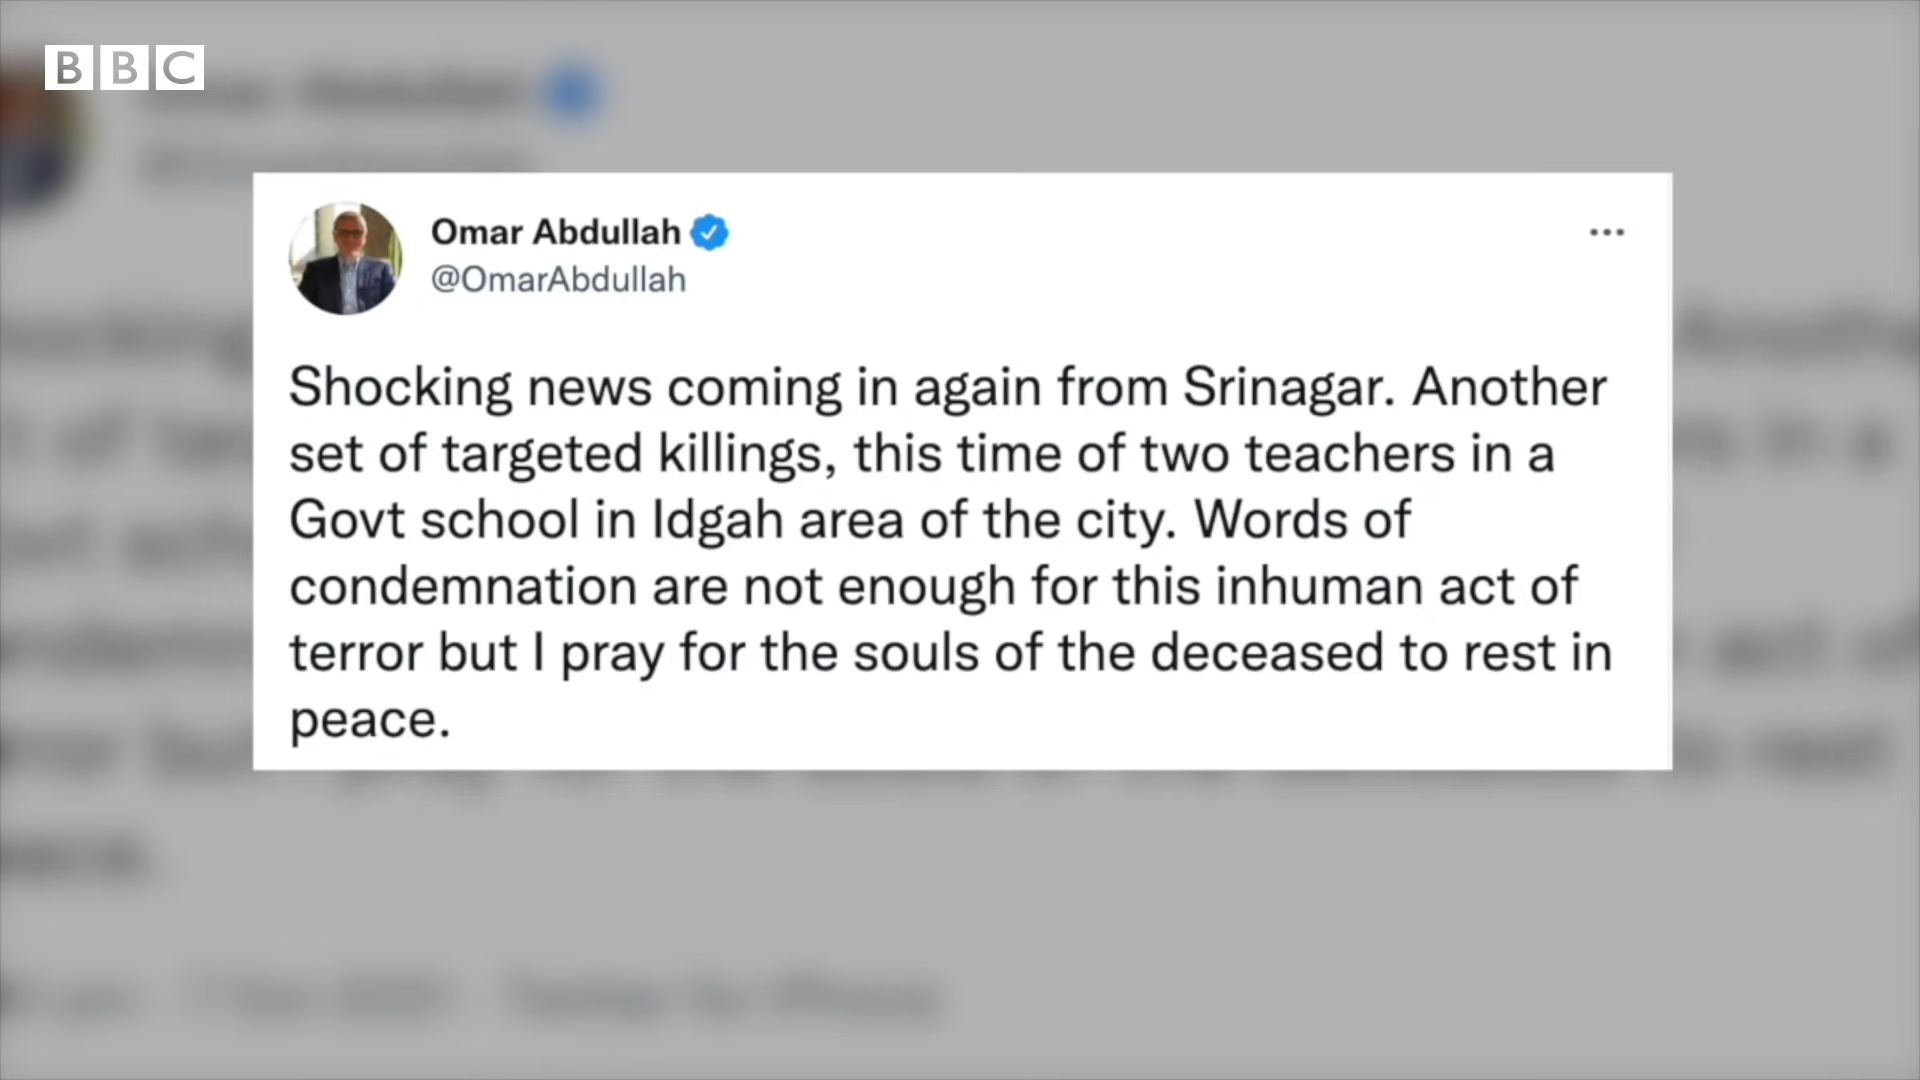 BBC
Omar Abdullah
@OmarAbdullah
Shocking news coming in again from Srinagar. Another
set of targeted killings, this time of two teachers in a
Govt school in Idgah area of the city. Words of
condemnation are not enough for this inhuman act of
terror but I pray for the souls of the deceased to rest in
peace.